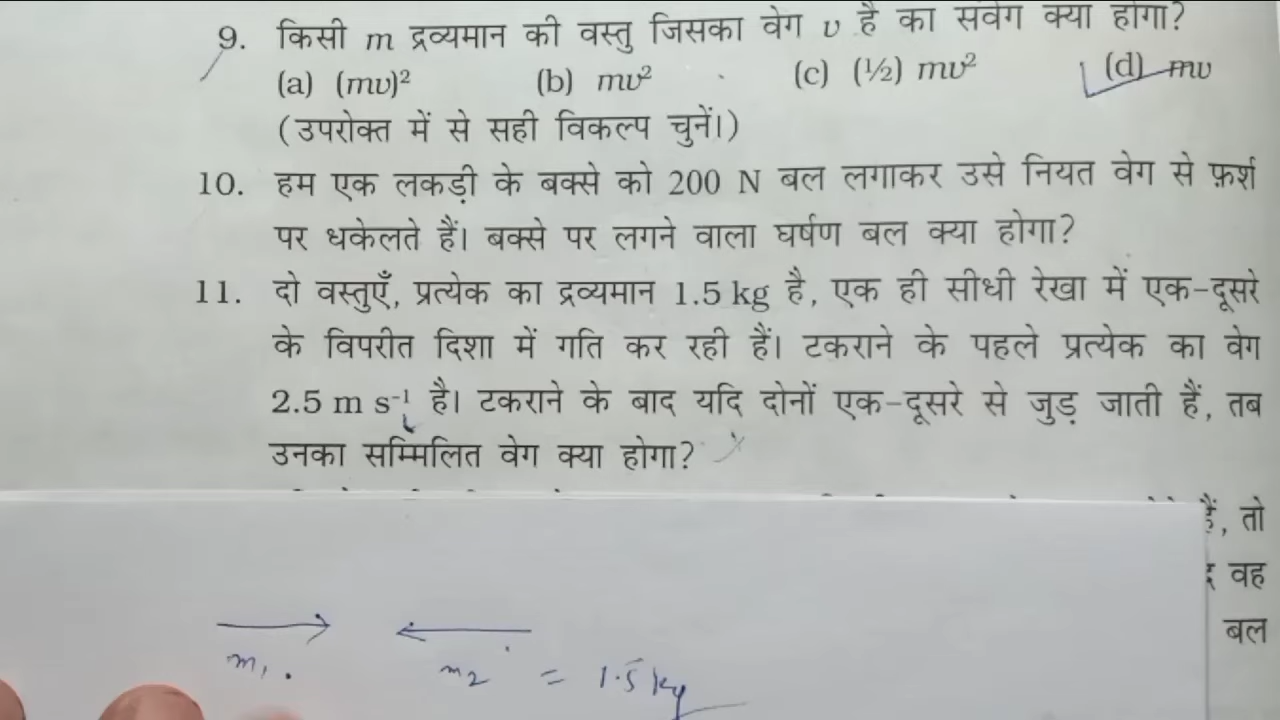 9. किसी m द्रव्यमान की वस्तु जिसका वेग v है का संवेग क्या होगा?
(a) (mv)² (b) mv² (c) (½) mv² (d) mv
(उपरोक्त में से सही विकल्प चुनें।)
10. हम एक लकड़ी के बक्से को 200 N बल लगाकर उसे नियत वेग से फ़र्श
पर धकेलते हैं। बक्से पर लगने वाला घर्षण बल क्या होगा?
11. दो वस्तुएँ, प्रत्येक का द्रव्यमान 1.5 kg है, एक ही सीधी रेखा में एक-दूसरे
के विपरीत दिशा में गति कर रही हैं। टकराने के पहले प्रत्येक का वेग
2.5 m s⁻¹ है। टकराने के बाद यदि दोनों एक-दूसरे से जुड़ जाती हैं, तब
उनका सम्मिलित वेग क्या होगा?
हैं, तो
वह
बल
m₁. m₂ = 1.5 kg